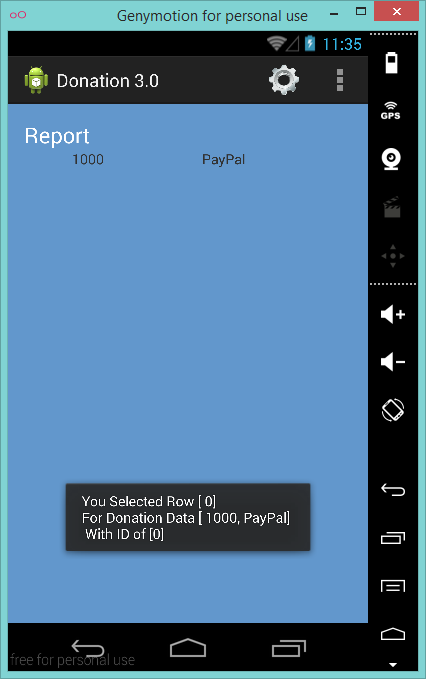 Genymotion for personal use
11:35
Donation 3.0
GPS
Report
1000 PayPal
You Selected Row [ 0]
For Donation Data [ 1000, PayPal]
With ID of [0]
free for personal use